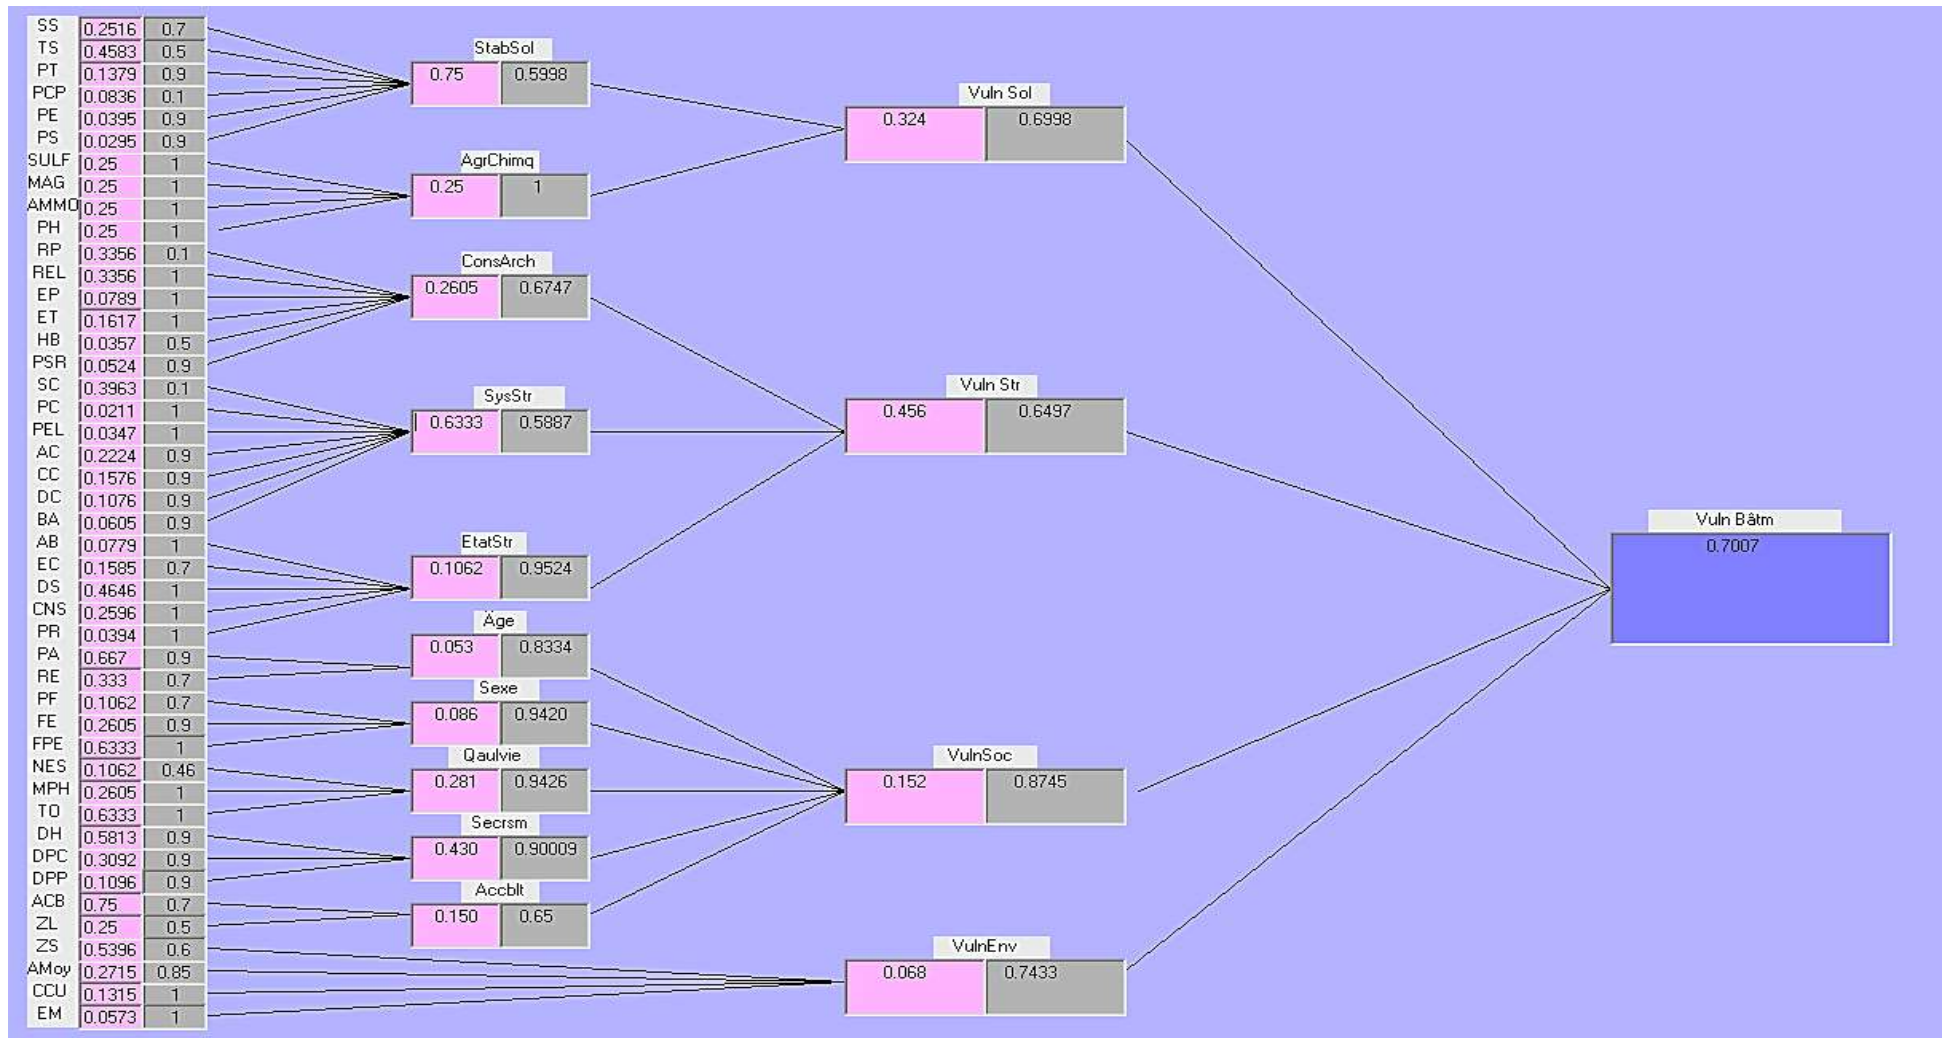 SS 0.2516 0.7
TS 0.4583 0.5
PT 0.1379 0.9
PCP 0.0836 0.1
PE 0.0395 0.9
PS 0.0295 0.9
SULF 0.25 1
MAG 0.25 1
AMMO 0.25 1
PH 0.25 1
RP 0.3356 0.1
REL 0.3356 1
EP 0.0789 1
ET 0.1617 1
HB 0.0357 0.5
PSR 0.0524 0.9
SC 0.3963 0.1
PC 0.0211 1
PEL 0.0347 1
AC 0.2224 0.9
CC 0.1576 0.9
DC 0.1076 0.9
BA 0.0605 0.9
AB 0.0779 1
EC 0.1585 0.7
DS 0.4646 1
CNS 0.2596 1
PR 0.0394 1
PA 0.667 0.9
RE 0.333 0.7
PF 0.1062 0.7
FE 0.2605 0.9
FPE 0.6333 1
NES 0.1062 0.46
MPH 0.2605 1
TO 0.6333 1
DH 0.5813 0.9
DPC 0.3092 0.9
DPP 0.1096 0.9
ACB 0.75 0.7
ZL 0.25 0.5
ZS 0.5396 0.6
AMoy 0.2715 0.85
CCU 0.1315 1
EM 0.0573 1
StabSol
0.75 0.5998
AgrChimq
0.25 1
ConsArch
0.2605 0.6747
SysStr
0.6333 0.5887
EtatStr
0.1062 0.9524
Äge
0.053 0.8334
Sexe
0.086 0.9420
Qaulvie
0.281 0.9426
Secrsm
0.430 0.90009
Accblt
0.150 0.65
Vuln Sol
0.324 0.6998
Vuln Str
0.456 0.6497
VulnSoc
0.152 0.8745
VulnEnv
0.068 0.7433
Vuln Bâtm
0.7007